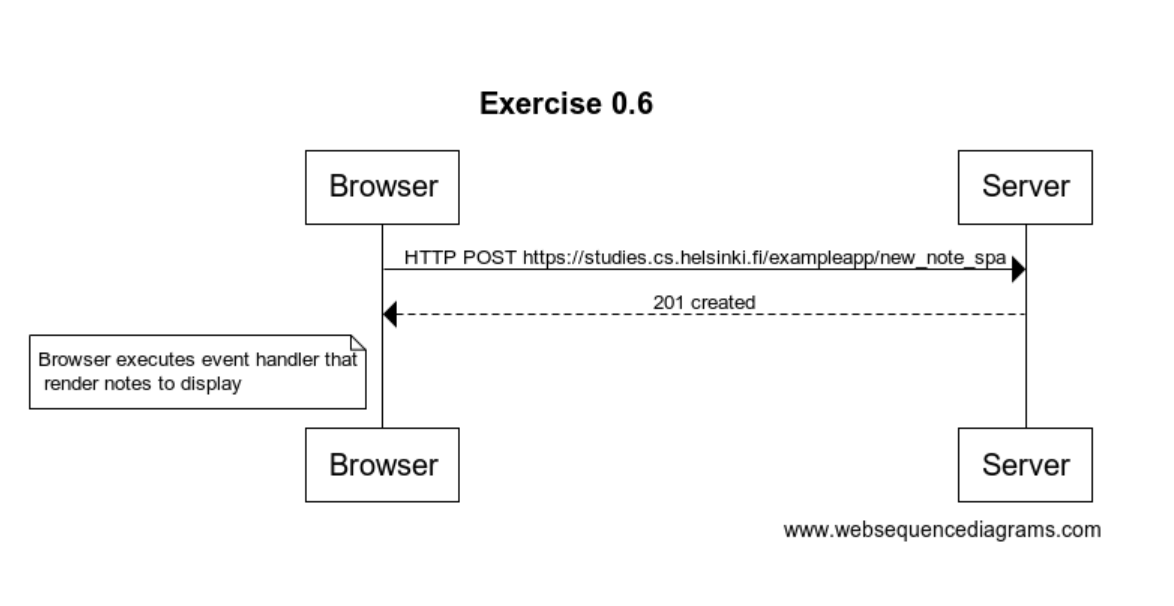 Exercise 0.6
Browser
Server
HTTP POST https://studies.cs.helsinki.fi/exampleapp/new_note_spa
201 created
Browser executes event handler that
render notes to display
Browser
Server
www.websequencediagrams.com